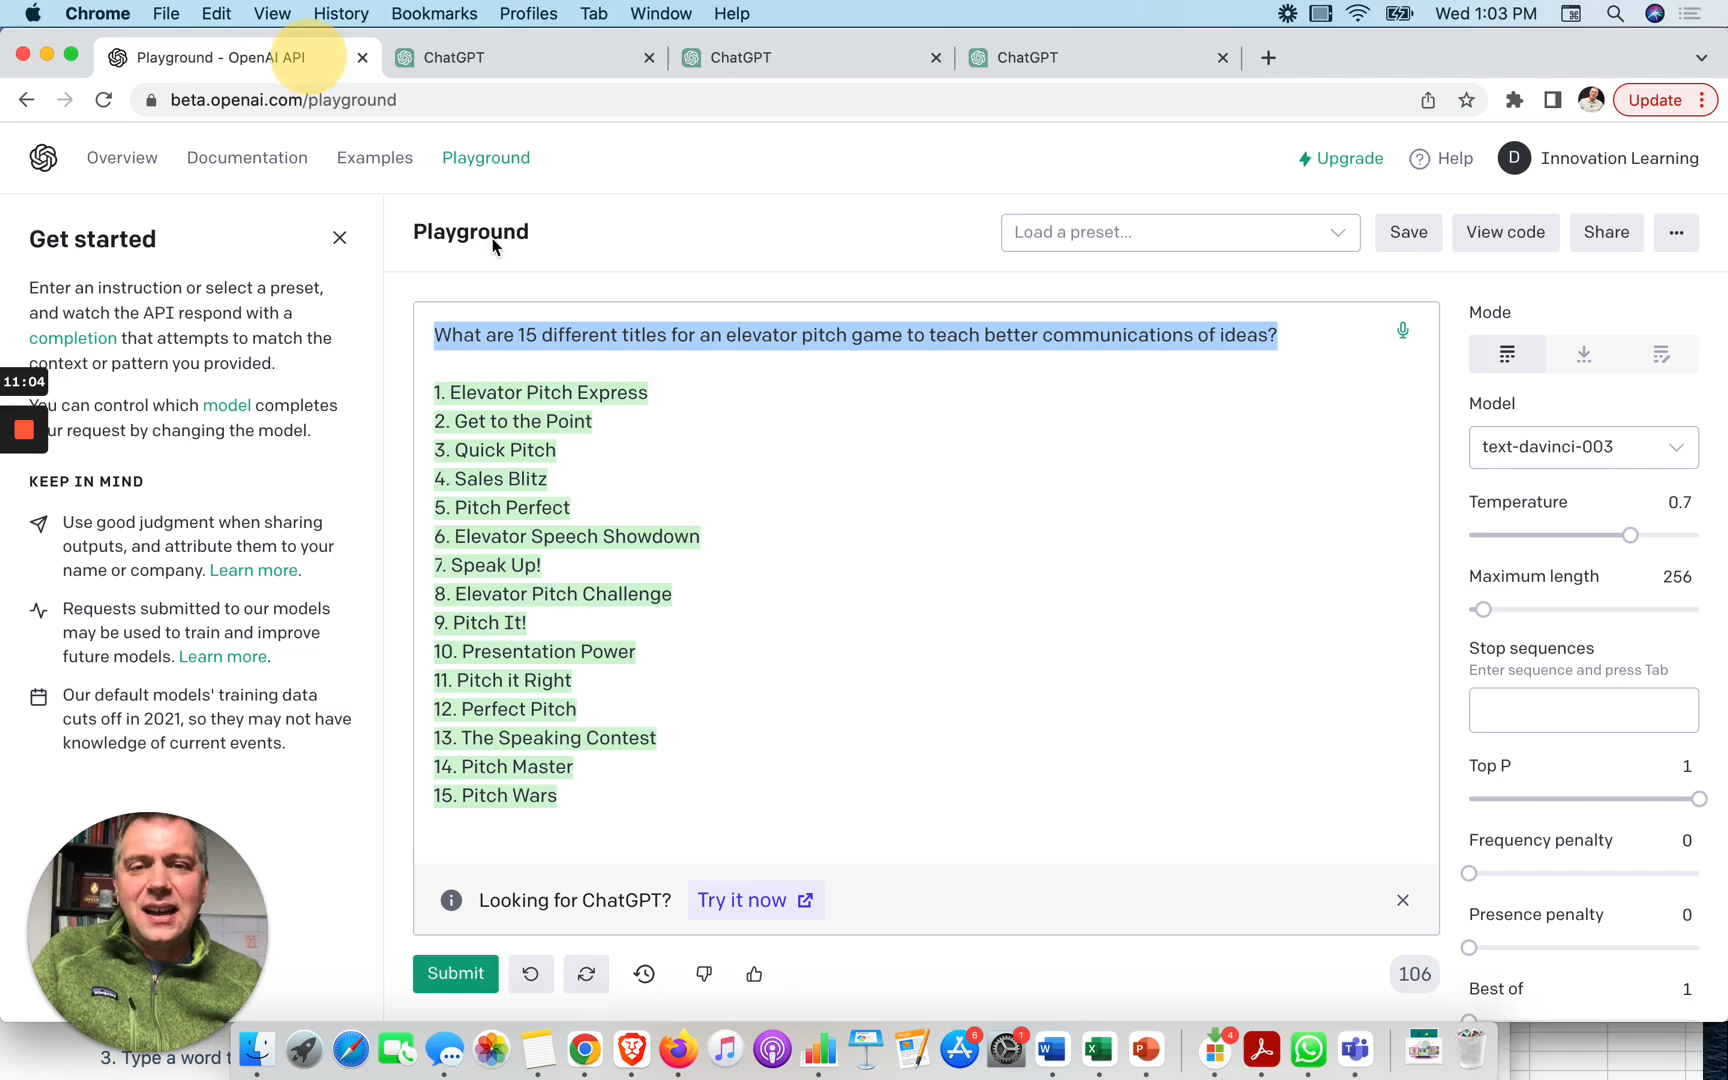 Chrome File Edit View History Bookmarks Profiles Tab Window Help Wed 1:03 PM
Playground - OpenAI API ChatGPT ChatGPT ChatGPT
beta.openai.com/playground Update
Overview Documentation Examples Playground Upgrade Help D Innovation Learning
Get started
Enter an instruction or select a preset,
and watch the API respond with a
completion that attempts to match the
context or pattern you provided.
11:04
You can control which model completes
ur request by changing the model.
KEEP IN MIND
Use good judgment when sharing
outputs, and attribute them to your
name or company. Learn more.
Requests submitted to our models
may be used to train and improve
future models. Learn more.
Our default models' training data
cuts off in 2021, so they may not have
knowledge of current events.
Playground
Load a preset... Save View code Share ...
What are 15 different titles for an elevator pitch game to teach better communications of ideas?
1. Elevator Pitch Express
2. Get to the Point
3. Quick Pitch
4. Sales Blitz
5. Pitch Perfect
6. Elevator Speech Showdown
7. Speak Up!
8. Elevator Pitch Challenge
9. Pitch It!
10. Presentation Power
11. Pitch it Right
12. Perfect Pitch
13. The Speaking Contest
14. Pitch Master
15. Pitch Wars
Looking for ChatGPT? Try it now
Submit
106
Mode
Model
text-davinci-003
Temperature 0.7
Maximum length 256
Stop sequences
Enter sequence and press Tab
Top P 1
Frequency penalty 0
Presence penalty 0
Best of 1
3. Type a word t
6 1 4